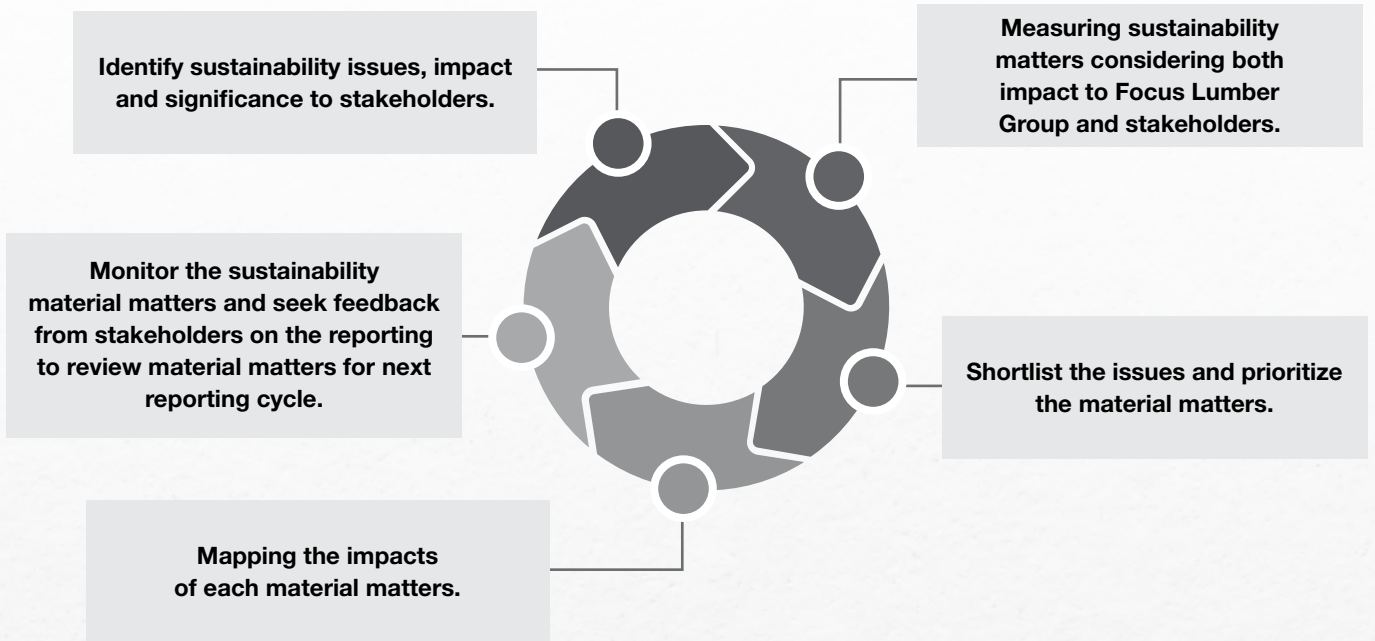 Identify sustainability issues, impact
and significance to stakeholders.
Measuring sustainability
matters considering both
impact to Focus Lumber
Group and stakeholders.
Shortlist the issues and prioritize
the material matters.
Mapping the impacts
of each material matters.
Monitor the sustainability
material matters and seek feedback
from stakeholders on the reporting
to review material matters for next
reporting cycle.